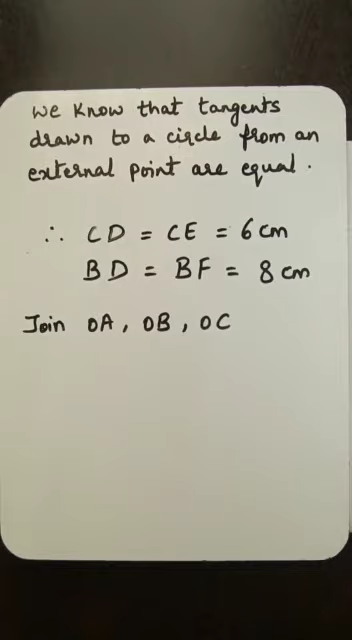 We know that tangents
drawn to a circle from an
external point are equal.
∴ CD = CE = 6 cm
BD = BF = 8 cm
Join OA, OB, OC